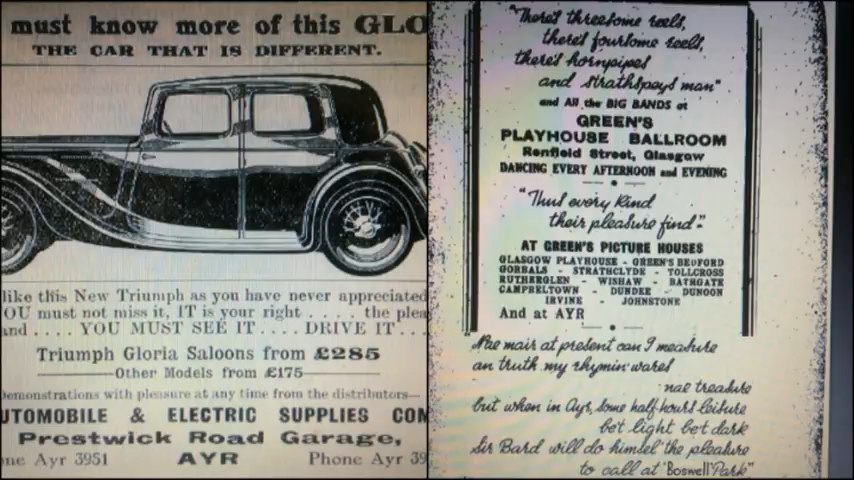 must know more of this GLO
THE CAR THAT IS DIFFERENT.
like this New Triumph as you have never appreciated
OU must not miss it, IT is your right . . . . . the plea
and . . . . YOU MUST SEE IT . . . . DRIVE IT . . .
Triumph Gloria Saloons from £285
Other Models from £175
Demonstrations with pleasure at any time from the distributors—
UTOMOBILE & ELECTRIC SUPPLIES COM
Prestwick Road Garage,
ne Ayr 3951 AYR Phone Ayr 39
"There's threesome reels,
there's foursome reels,
there's hornpipes
and strathspeys man"
and All the BIG BANDS at
GREEN'S
PLAYHOUSE BALLROOM
Renfield Street, Glasgow
DANCING EVERY AFTERNOON and EVENING
"Thus every kind
their pleasure find."
AT GREEN'S PICTURE HOUSES
GLASGOW PLAYHOUSE - GREEN'S BEDFORD
GORBALS - STRATHCLYDE - TOLLCROSS
RUTHERGLEN - WISHAW - BATHGATE
CAMPBELTOWN - DUNDEE - DUNOON
IRVINE JOHNSTONE
And at AYR
"Nae mair at present can I measure
an truth my rhymin' wares
nae treasure
but when in Ayr, some half-hours leisure
be't light be't dark
Sir Bard will do himsel' the pleasure
to call at 'Boswell Park'"